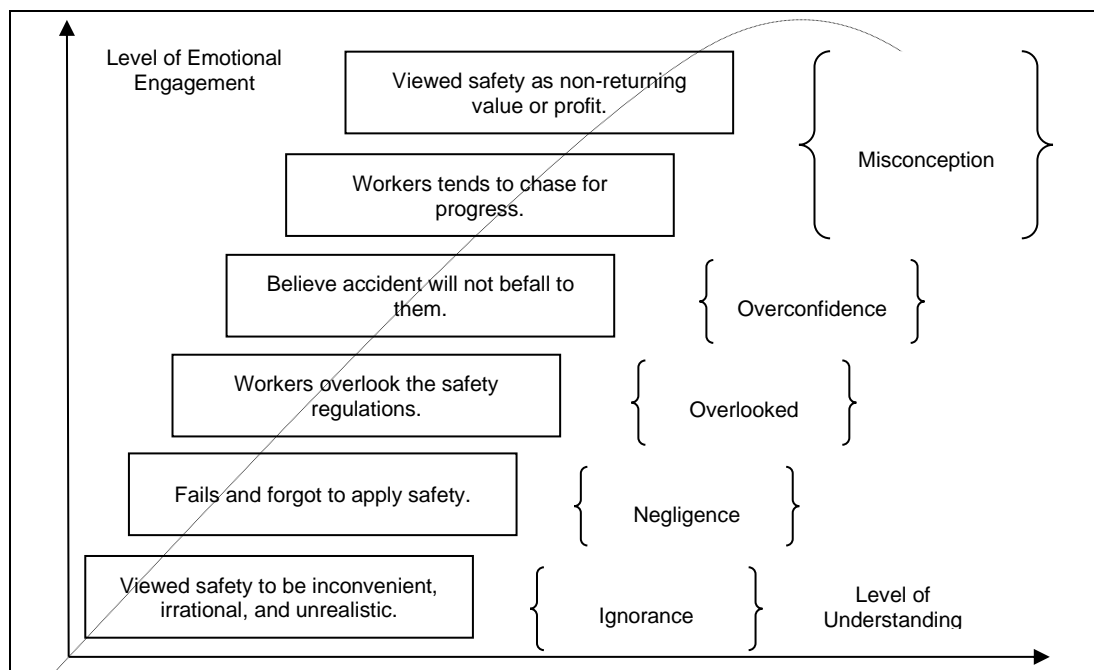 Level of Emotional
Engagement
Viewed safety as non-returning
value or profit.
Misconception
Workers tends to chase for
progress.
Believe accident will not befall to
them.
Overconfidence
Workers overlook the safety
regulations.
Overlooked
Fails and forgot to apply safety.
Negligence
Viewed safety to be inconvenient,
irrational, and unrealistic.
Ignorance
Level of
Understanding